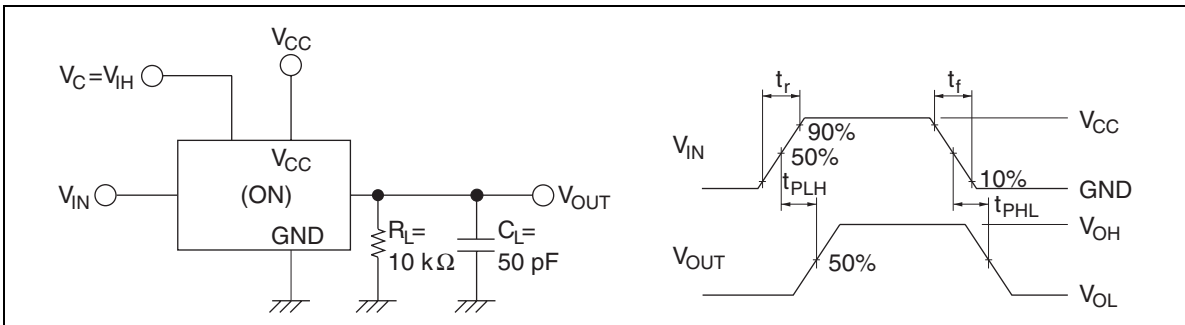 V_C=V_IH
V_CC
V_IN
V_CC
(ON)
GND
V_OUT
R_L=
10 kΩ
C_L=
50 pF
t_r
t_f
V_IN
90%
50%
10%
V_CC
GND
t_PLH
t_PHL
V_OUT
50%
V_OH
V_OL